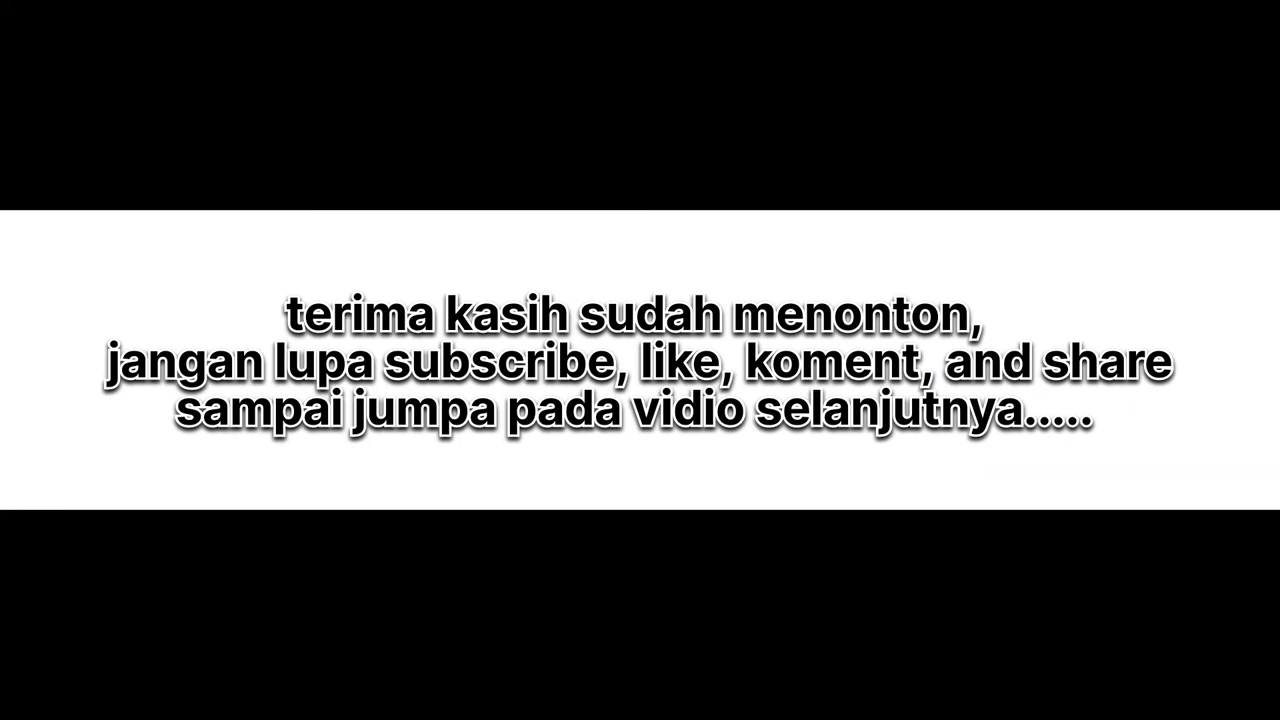 terima kasih sudah menonton,
jangan lupa subscribe, like, koment, and share
sampai jumpa pada vidio selanjutnya.....